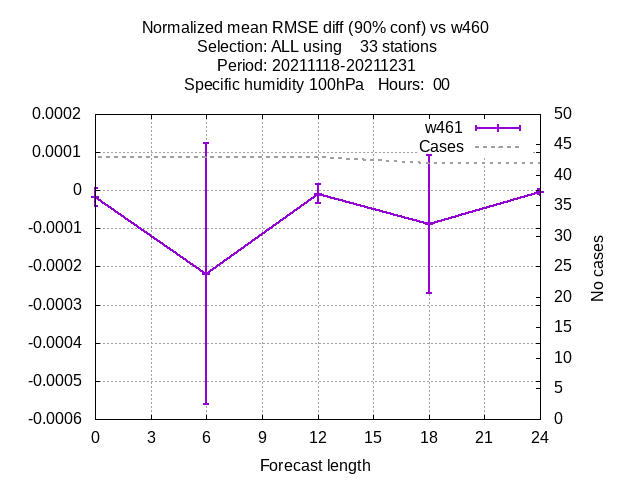 Normalized mean RMSE diff (90% conf) vs w460
Selection: ALL using    33 stations
Period: 20211118-20211231
Specific humidity 100hPa   Hours:  00
w461
Cases
0.0002
0.0001
0
-0.0001
-0.0002
-0.0003
-0.0004
-0.0005
-0.0006
50
45
40
35
30
25
20
15
10
5
0
No cases
0 3 6 9 12 15 18 21 24
Forecast length